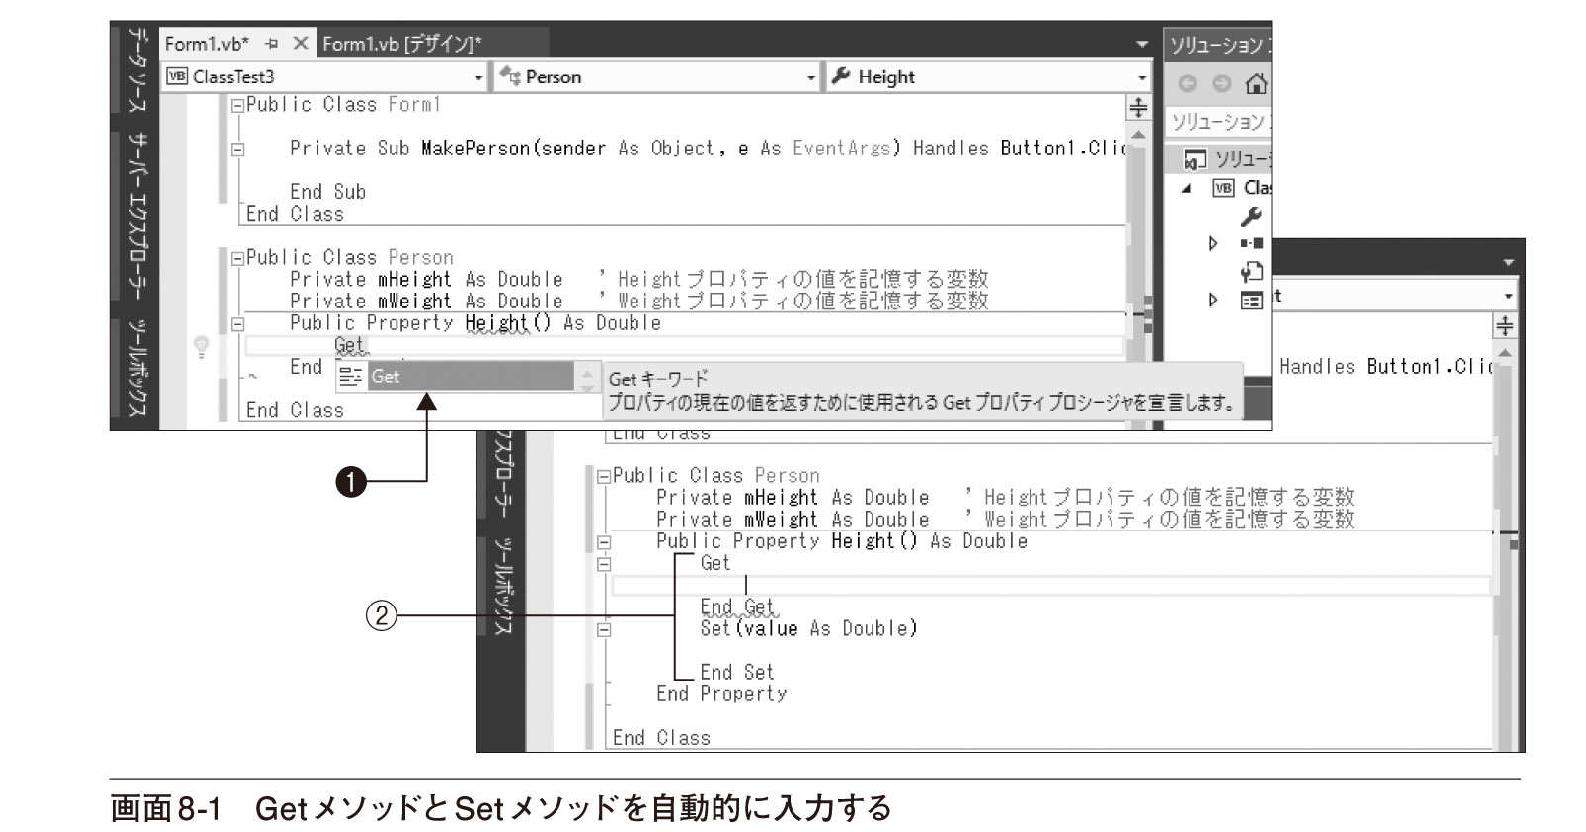 データ ソース
サーバー エクスプローラー
ツールボックス
Form1.vb*
Form1.vb [デザイン]*
ソリューション
VB ClassTest3
Person
Height
Public Class Form1
Private Sub MakePerson(sender As Object, e As EventArgs) Handles Button1.Clic
End Sub
End Class
Public Class Person
Private mHeight As Double ' Heightプロパティの値を記憶する変数
Private mWeight As Double ' Weightプロパティの値を記憶する変数
Public Property Height() As Double
Get
End
Get
End Class
Get キーワード
プロパティの現在の値を返すために使用される Get プロパティ プロシージャを宣言します。
ソリューション
ソリューシ
VB Clas
❶
t
Handles Button1.Clic
クスプローラー
ツールボックス
End Class
Public Class Person
Private mHeight As Double ' Heightプロパティの値を記憶する変数
Private mWeight As Double ' Weightプロパティの値を記憶する変数
Public Property Height() As Double
Get
End Get
Set(value As Double)
End Set
End Property
End Class
②
画面8-1 GetメソッドとSetメソッドを自動的に入力する